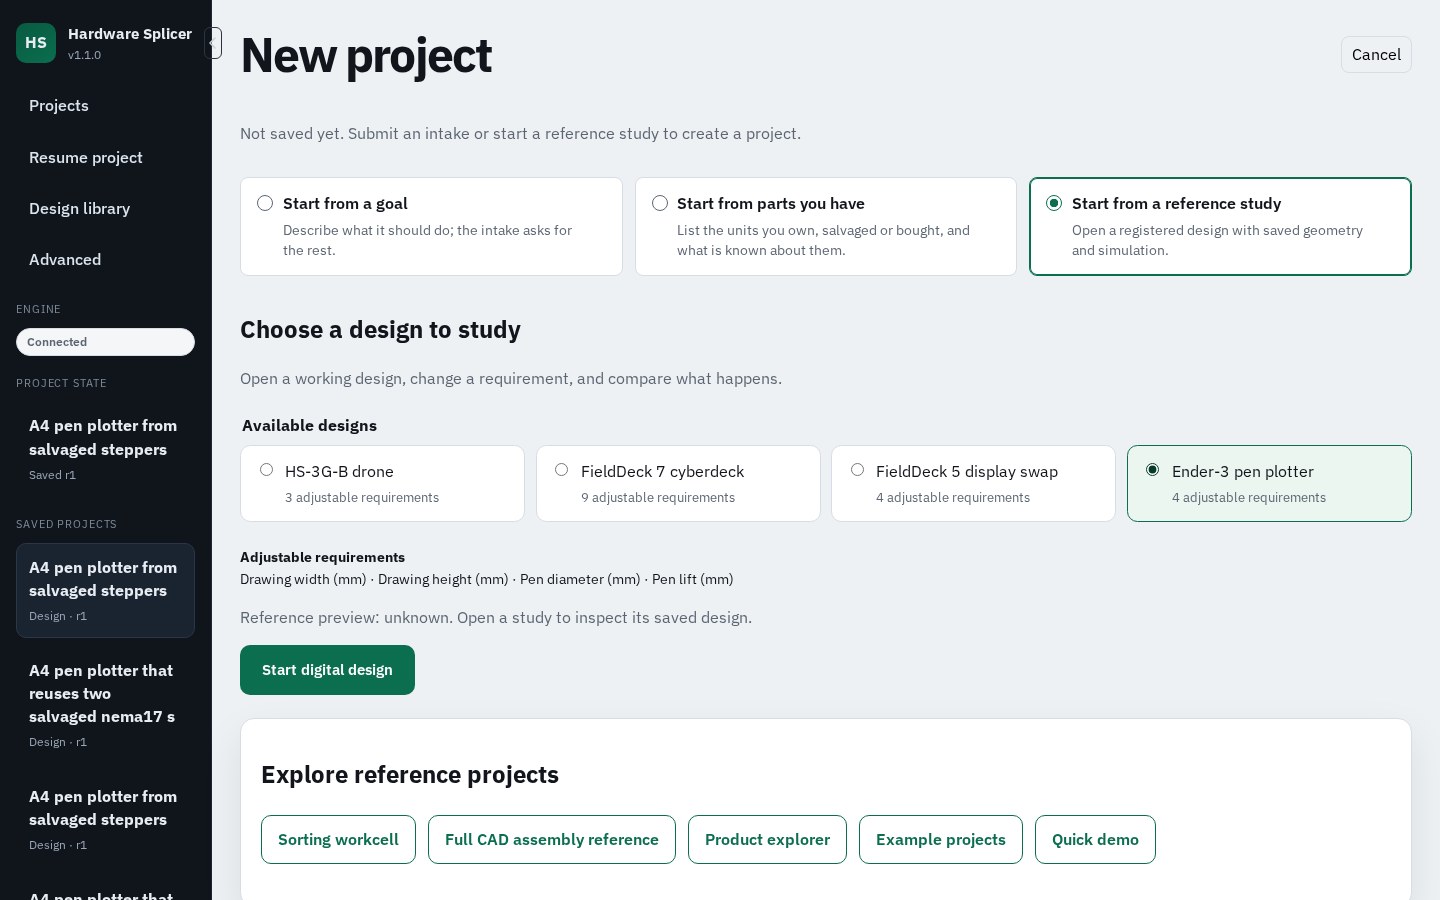 HS
Hardware Splicer
v1.1.0
Projects
Resume project
Design library
Advanced
ENGINE
Connected
PROJECT STATE
A4 pen plotter from
salvaged steppers
Saved r1
SAVED PROJECTS
A4 pen plotter from
salvaged steppers
Design · r1
A4 pen plotter that
reuses two
salvaged nema17 s
Design · r1
A4 pen plotter from
salvaged steppers
Design · r1
A4 pen plotter that
New project
Cancel
Not saved yet. Submit an intake or start a reference study to create a project.
Start from a goal
Describe what it should do; the intake asks for
the rest.
Start from parts you have
List the units you own, salvaged or bought, and
what is known about them.
Start from a reference study
Open a registered design with saved geometry
and simulation.
Choose a design to study
Open a working design, change a requirement, and compare what happens.
Available designs
HS-3G-B drone
3 adjustable requirements
FieldDeck 7 cyberdeck
9 adjustable requirements
FieldDeck 5 display swap
4 adjustable requirements
Ender-3 pen plotter
4 adjustable requirements
Adjustable requirements
Drawing width (mm) · Drawing height (mm) · Pen diameter (mm) · Pen lift (mm)
Reference preview: unknown. Open a study to inspect its saved design.
Start digital design
Explore reference projects
Sorting workcell
Full CAD assembly reference
Product explorer
Example projects
Quick demo